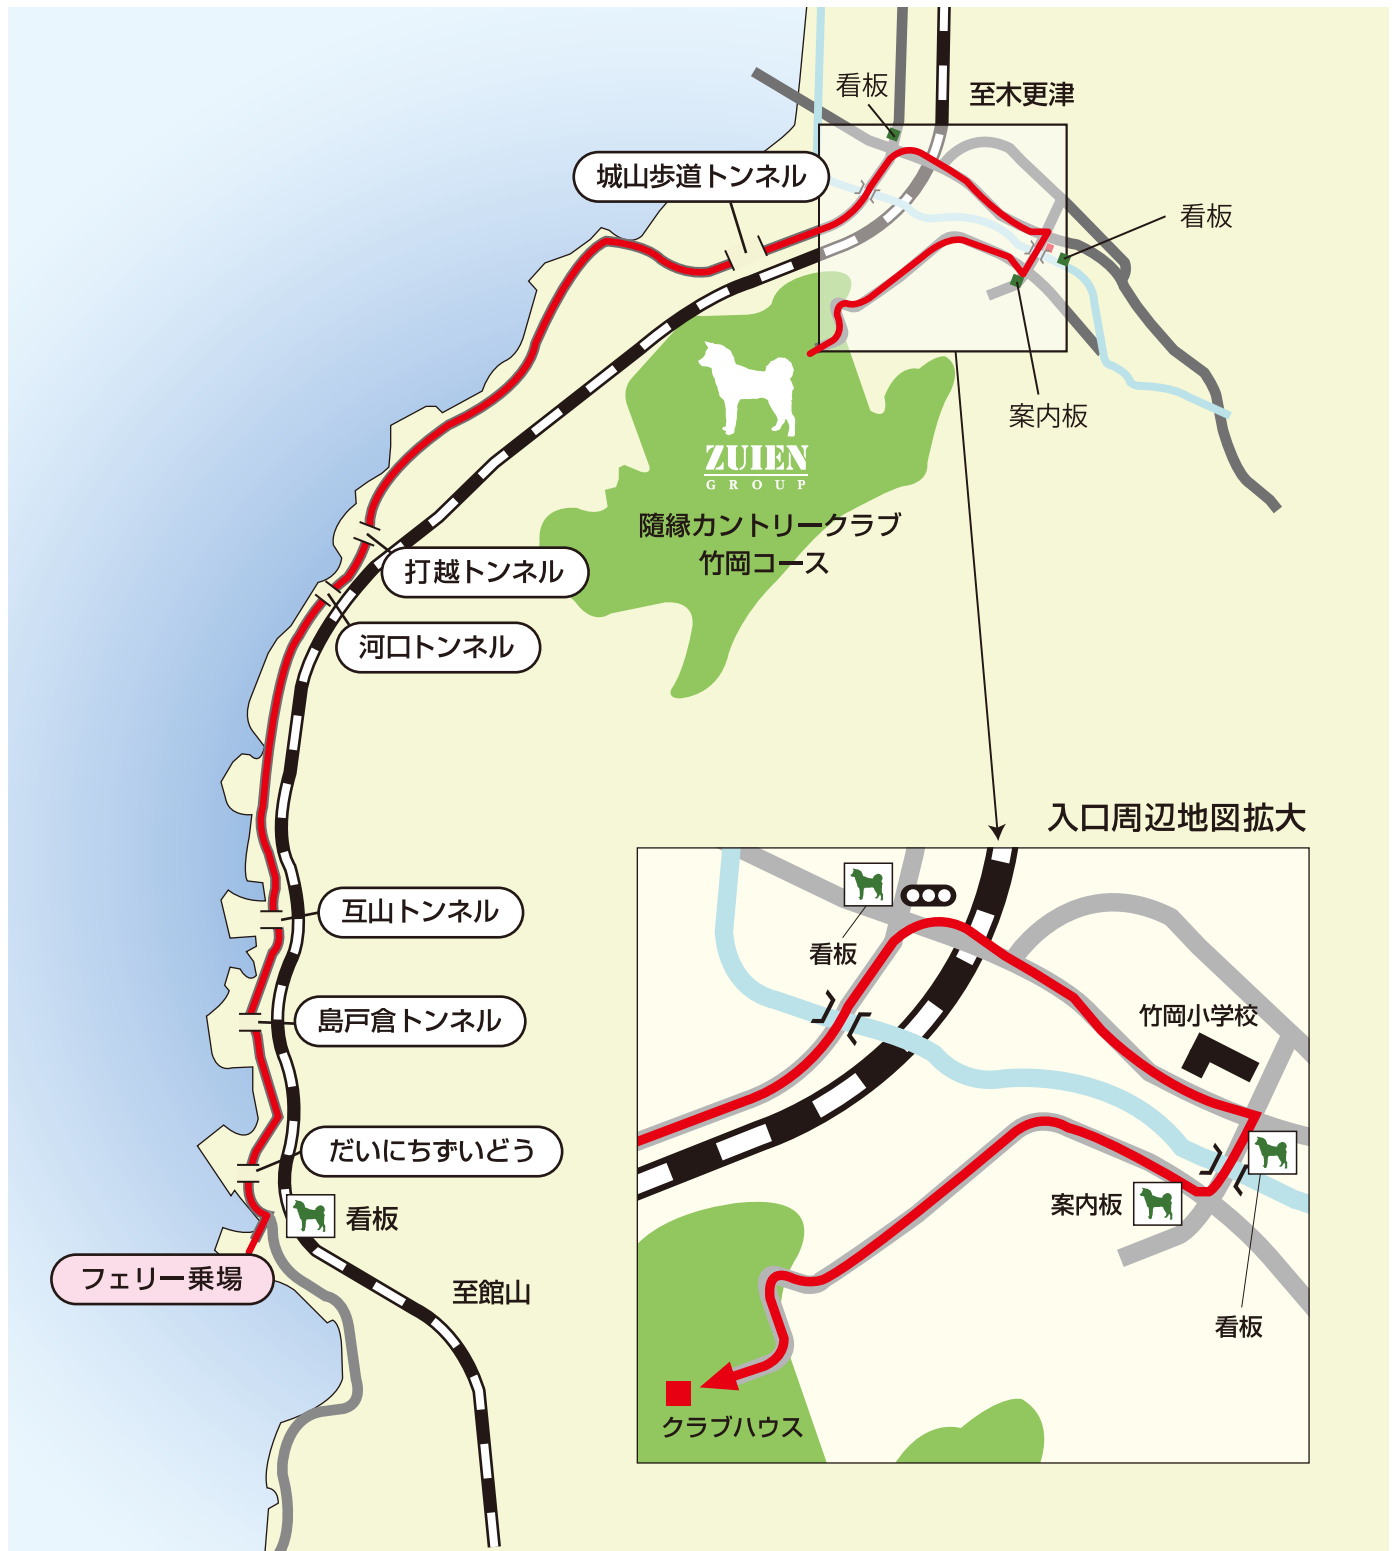 看板
至木更津
城山歩道トンネル
看板
案内板
ZUIEN
GROUP
隨縁カントリークラブ
竹岡コース
打越トンネル
河口トンネル
入口周辺地図拡大
互山トンネル
看板
竹岡小学校
島戸倉トンネル
だいにちずいどう
案内板
看板
フェリー乗場
至館山
看板
クラブハウス